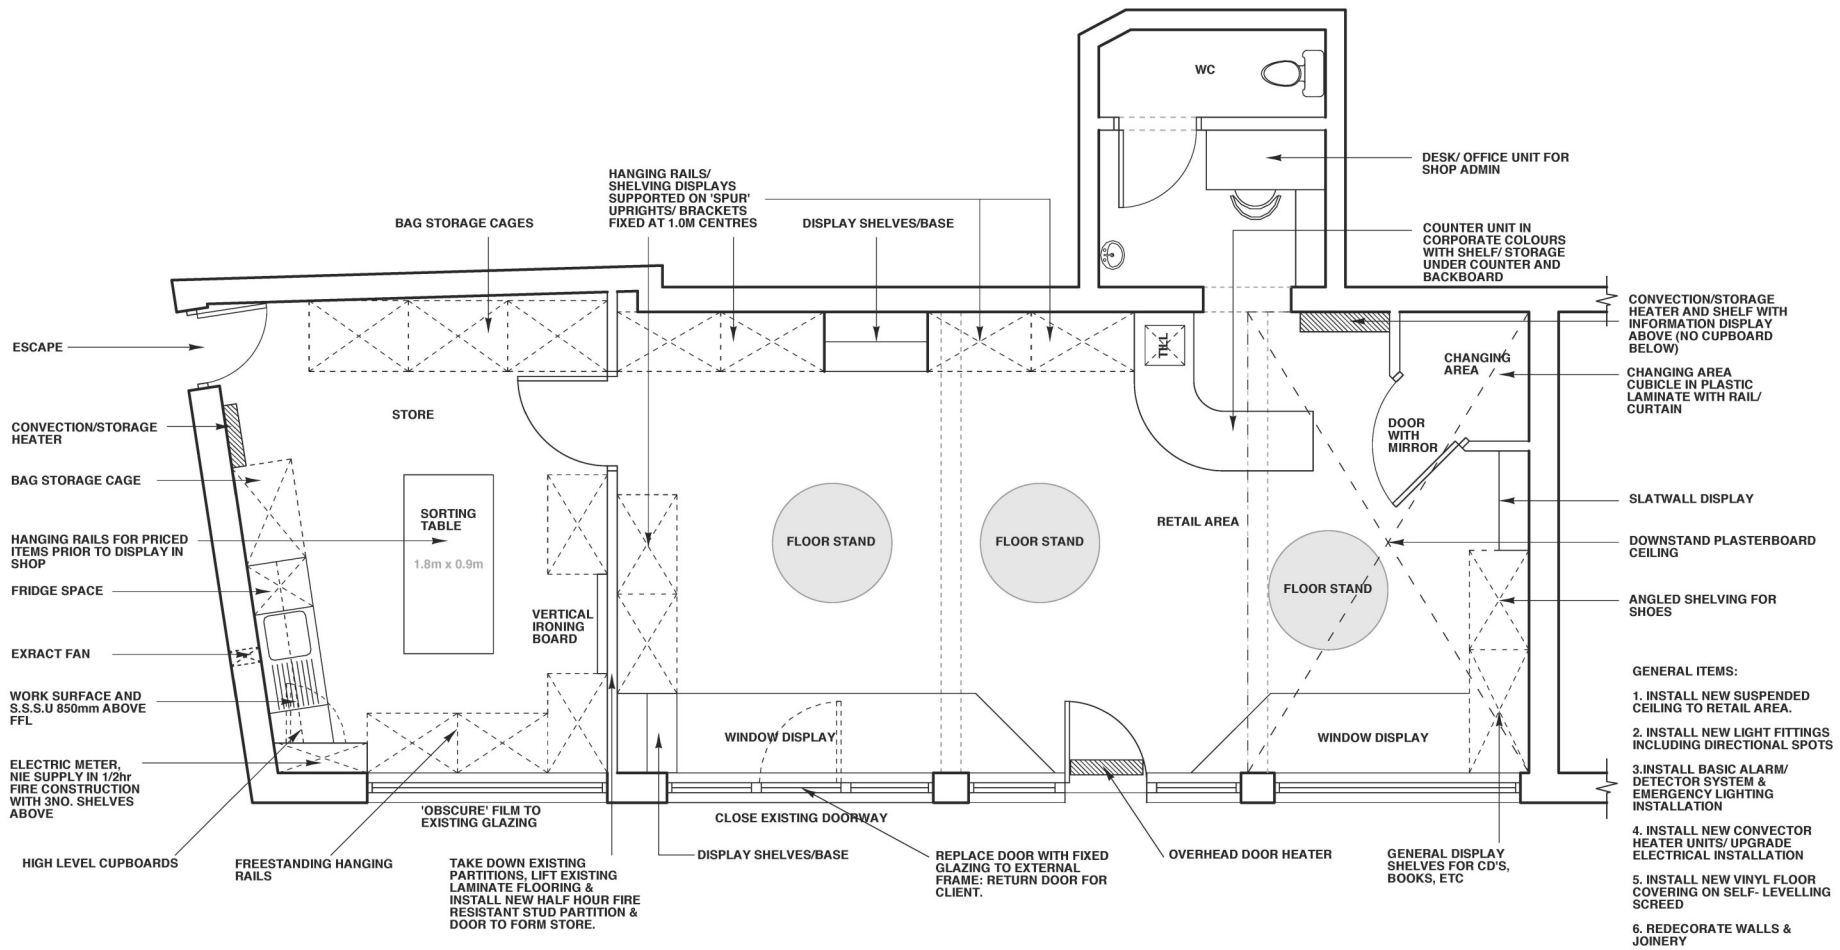 WC
DESK/ OFFICE UNIT FOR
SHOP ADMIN
HANGING RAILS/
SHELVING DISPLAYS
SUPPORTED ON 'SPUR'
UPRIGHTS/ BRACKETS
FIXED AT 1.0M CENTRES
BAG STORAGE CAGES
DISPLAY SHELVES/BASE
COUNTER UNIT IN
CORPORATE COLOURS
WITH SHELF/ STORAGE
UNDER COUNTER AND
BACKBOARD
CONVECTION/STORAGE
HEATER AND SHELF WITH
INFORMATION DISPLAY
ABOVE (NO CUPBOARD
BELOW)
ESCAPE
TILL
CHANGING
AREA
CHANGING AREA
CUBICLE IN PLASTIC
LAMINATE WITH RAIL/
CURTAIN
STORE
CONVECTION/STORAGE
HEATER
DOOR
WITH
MIRROR
BAG STORAGE CAGE
SLATWALL DISPLAY
SORTING
TABLE
1.8m x 0.9m
RETAIL AREA
HANGING RAILS FOR PRICED
ITEMS PRIOR TO DISPLAY IN
SHOP
FLOOR STAND
FLOOR STAND
FLOOR STAND
DOWNSTAND PLASTERBOARD
CEILING
FRIDGE SPACE
ANGLED SHELVING FOR
SHOES
VERTICAL
IRONING
BOARD
EXRACT FAN
WORK SURFACE AND
S.S.S.U 850mm ABOVE
FFL
WINDOW DISPLAY
WINDOW DISPLAY
ELECTRIC METER,
NIE SUPPLY IN 1/2hr
FIRE CONSTRUCTION
WITH 3NO. SHELVES
ABOVE
'OBSCURE' FILM TO
EXISTING GLAZING
CLOSE EXISTING DOORWAY
HIGH LEVEL CUPBOARDS
FREESTANDING HANGING
RAILS
TAKE DOWN EXISTING
PARTITIONS, LIFT EXISTING
LAMINATE FLOORING &
INSTALL NEW HALF HOUR FIRE
RESISTANT STUD PARTITION &
DOOR TO FORM STORE.
DISPLAY SHELVES/BASE
REPLACE DOOR WITH FIXED
GLAZING TO EXTERNAL
FRAME: RETURN DOOR FOR
CLIENT.
OVERHEAD DOOR HEATER
GENERAL DISPLAY
SHELVES FOR CD'S,
BOOKS, ETC
GENERAL ITEMS:
1. INSTALL NEW SUSPENDED
CEILING TO RETAIL AREA.
2. INSTALL NEW LIGHT FITTINGS
INCLUDING DIRECTIONAL SPOTS
3.INSTALL BASIC ALARM/
DETECTOR SYSTEM &
EMERGENCY LIGHTING
INSTALLATION
4. INSTALL NEW CONVECTOR
HEATER UNITS/ UPGRADE
ELECTRICAL INSTALLATION
5. INSTALL NEW VINYL FLOOR
COVERING ON SELF- LEVELLING
SCREED
6. REDECORATE WALLS &
JOINERY